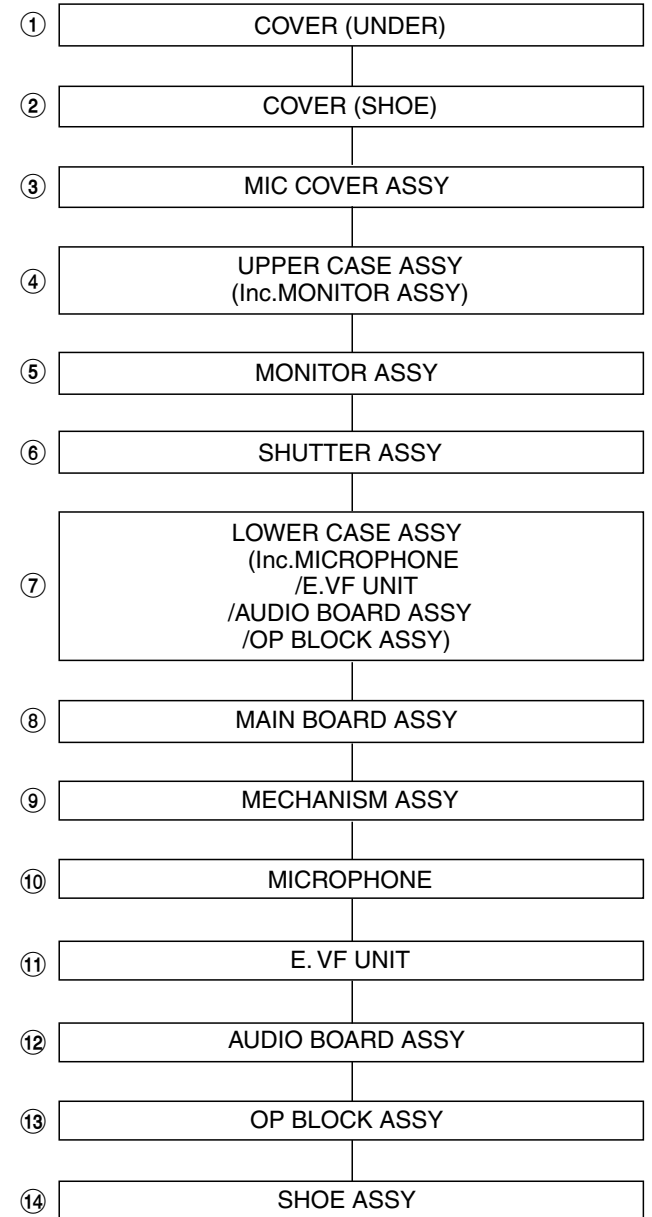 ① COVER (UNDER)
② COVER (SHOE)
③ MIC COVER ASSY
④ UPPER CASE ASSY
(Inc.MONITOR ASSY)
⑤ MONITOR ASSY
⑥ SHUTTER ASSY
⑦ LOWER CASE ASSY
(Inc.MICROPHONE
/E.VF UNIT
/AUDIO BOARD ASSY
/OP BLOCK ASSY)
⑧ MAIN BOARD ASSY
⑨ MECHANISM ASSY
⑩ MICROPHONE
⑪ E. VF UNIT
⑫ AUDIO BOARD ASSY
⑬ OP BLOCK ASSY
⑭ SHOE ASSY